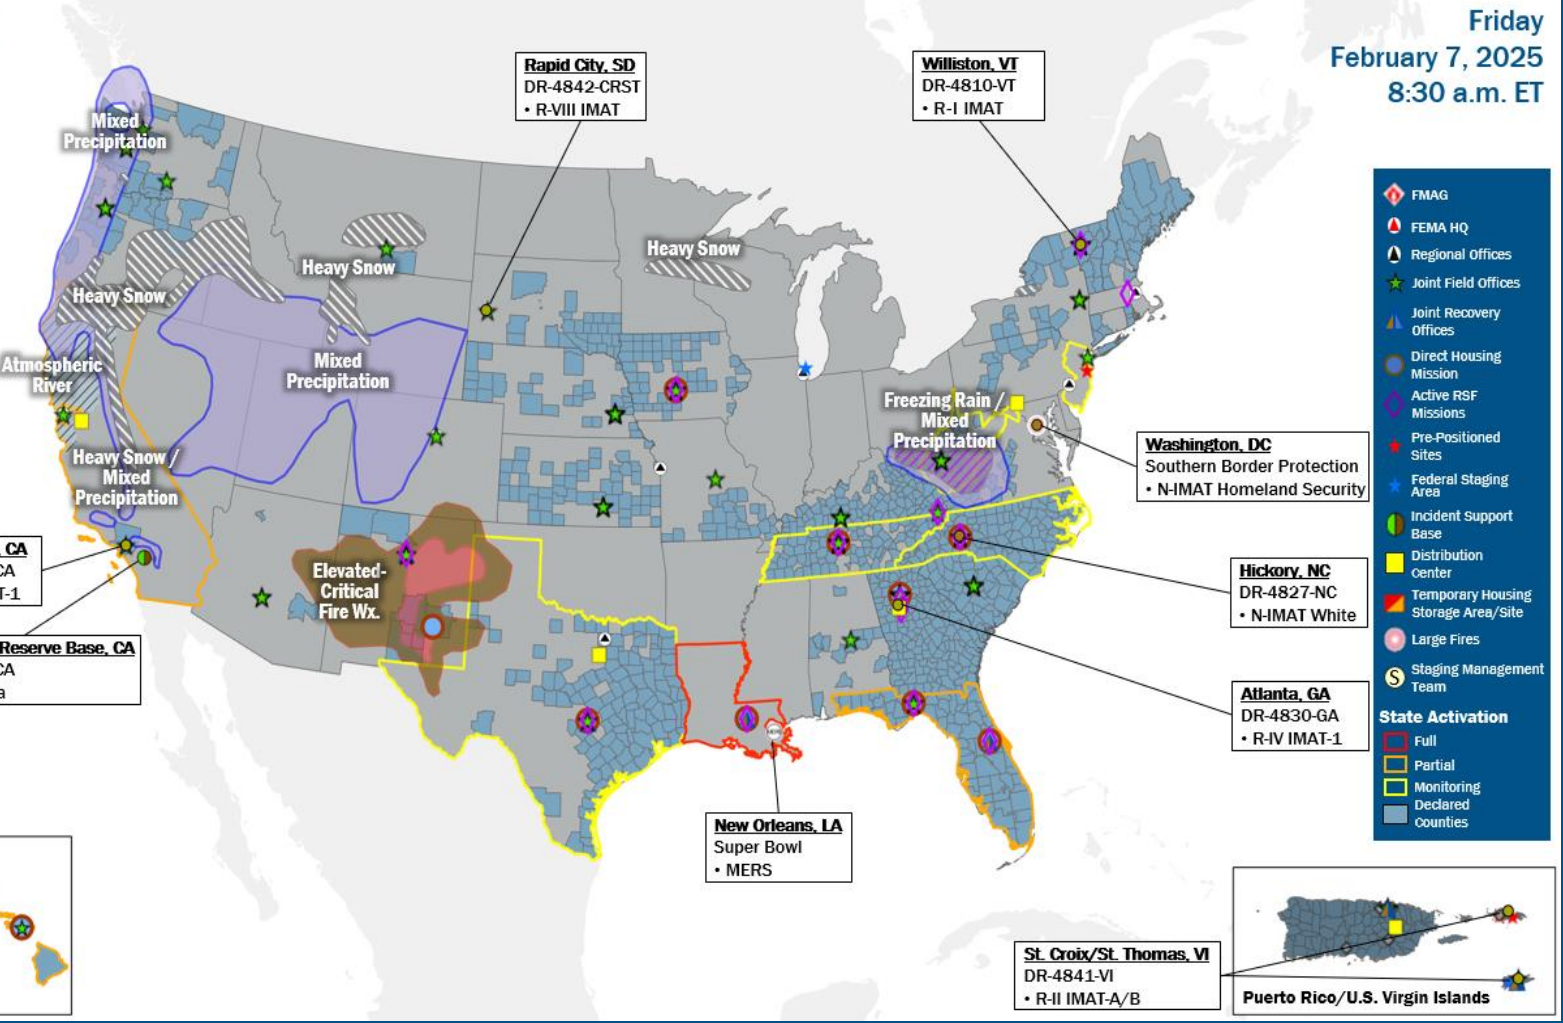 Friday
February 7, 2025
8:30 a.m. ET
Rapid City, SD
DR-4842-CRST
• R-VIII IMAT
Williston, VT
DR-4810-VT
• R-I IMAT
Mixed
Precipitation
Heavy Snow
Heavy Snow
Heavy Snow
Atmospheric
River
Mixed
Precipitation
Heavy Snow /
Mixed
Precipitation
Freezing Rain /
Mixed
Precipitation
Elevated-
Critical
Fire Wx.
, CA
CA
T-1
Reserve Base, CA
CA
a
Washington, DC
Southern Border Protection
• N-IMAT Homeland Security
Hickory, NC
DR-4827-NC
• N-IMAT White
Atlanta, GA
DR-4830-GA
• R-IV IMAT-1
New Orleans, LA
Super Bowl
• MERS
St. Croix/St. Thomas, VI
DR-4841-VI
• R-II IMAT-A/B
Puerto Rico/U.S. Virgin Islands
FMAG
FEMA HQ
Regional Offices
Joint Field Offices
Joint Recovery
Offices
Direct Housing
Mission
Active RSF
Missions
Pre-Positioned
Sites
Federal Staging
Area
Incident Support
Base
Distribution
Center
Temporary Housing
Storage Area/Site
Large Fires
S
Staging Management
Team
State Activation
Full
Partial
Monitoring
Declared
Counties